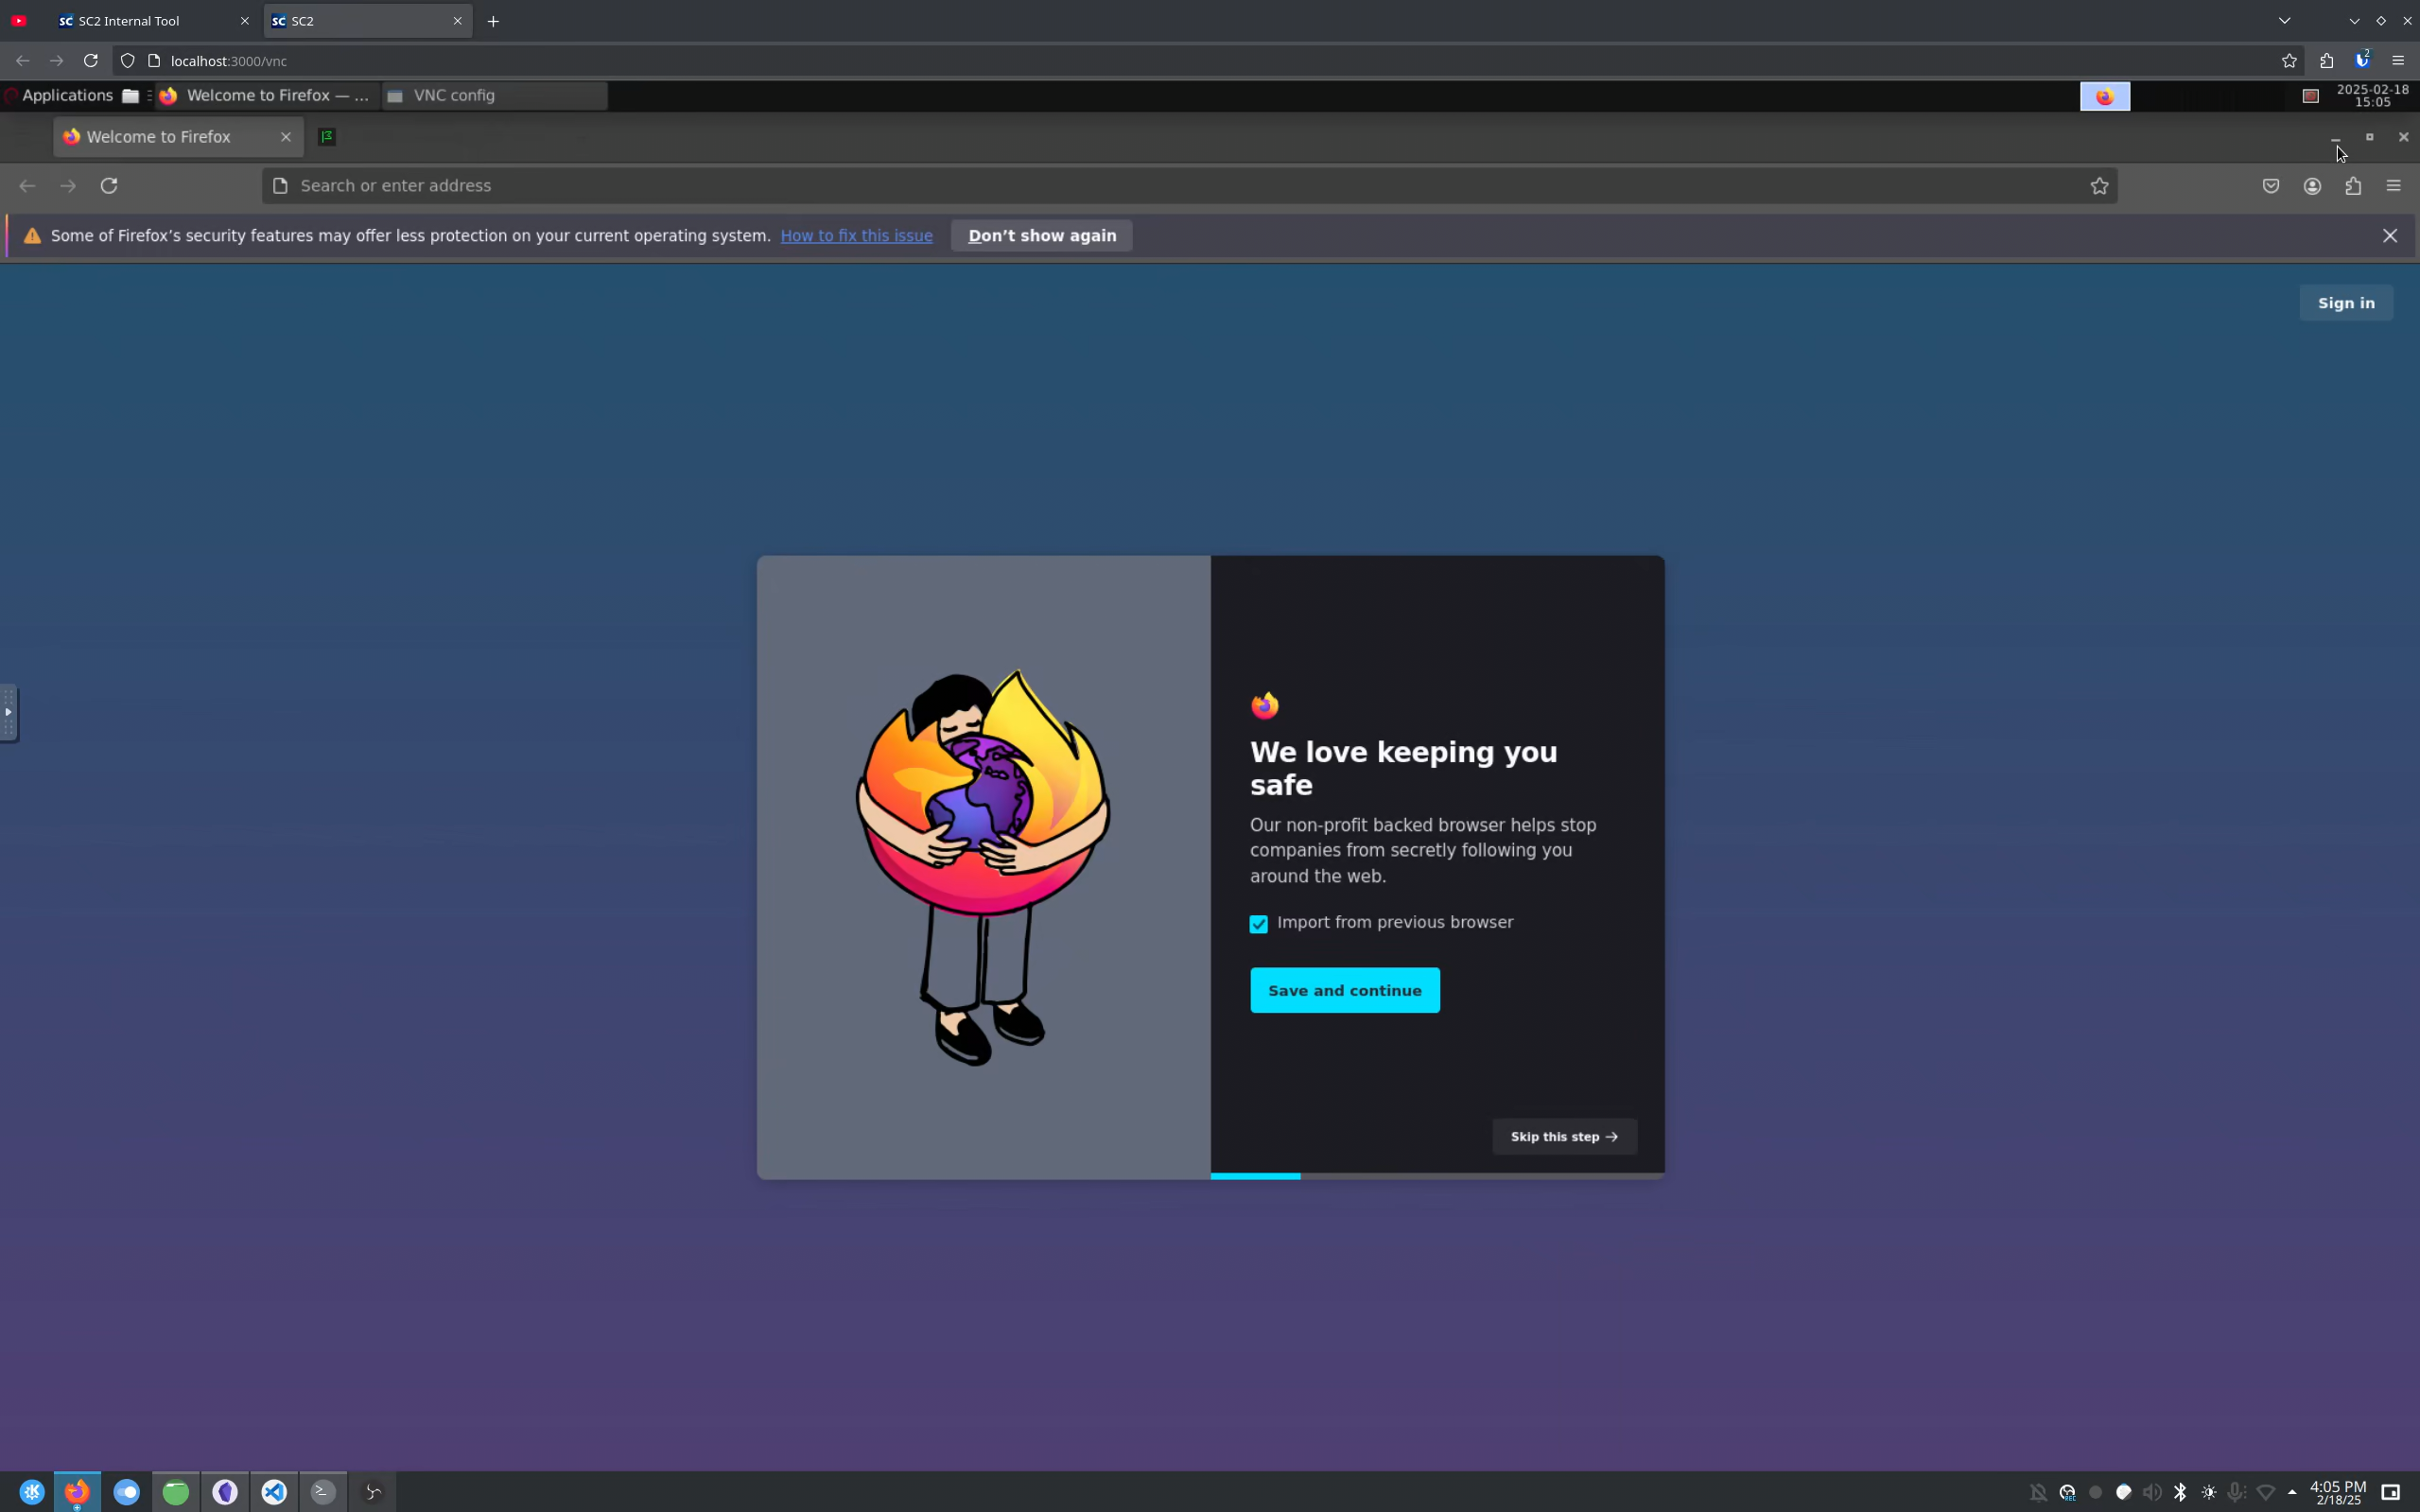 SC SC2 Internal Tool
SC SC2
localhost:3000/vnc
2
Applications
Welcome to Firefox — ...
VNC config
2025-02-18
15:05
Welcome to Firefox
Search or enter address
Some of Firefox’s security features may offer less protection on your current operating system. How to fix this issue Don’t show again
Sign in
We love keeping you
safe
Our non-profit backed browser helps stop
companies from secretly following you
around the web.
Import from previous browser
Save and continue
Skip this step →
4:05 PM
2/18/25